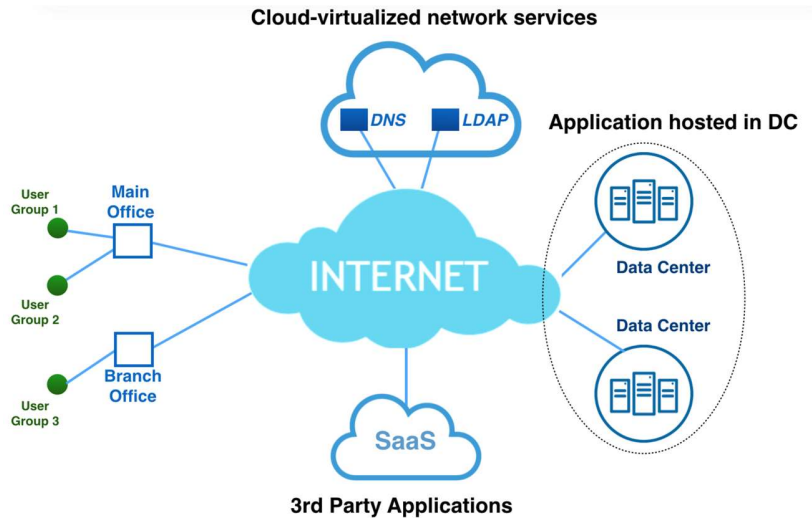 Cloud-virtualized network services
DNS
LDAP
Application hosted in DC
User
Group 1
Main
Office
User
Group 2
INTERNET
Data Center
Data Center
Branch
Office
User
Group 3
SaaS
3rd Party Applications